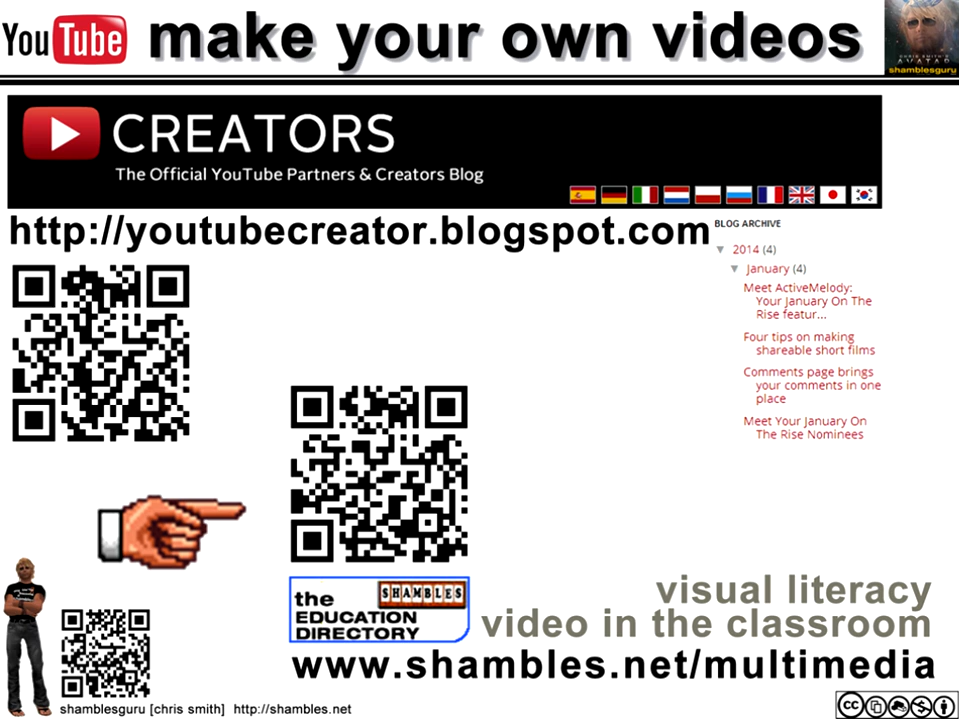 YouTube make your own videos
CHRIS SMITH'S
AVATAR
shamblesguru
CREATORS
The Official YouTube Partners & Creators Blog
http://youtubecreator.blogspot.com
BLOG ARCHIVE
▼ 2014 (4)
▼ January (4)
Meet ActiveMelody:
Your January On The
Rise featur...
Four tips on making
shareable short films
Comments page brings
your comments in one
place
Meet Your January On
The Rise Nominees
the SHAMBLES
EDUCATION
DIRECTORY
visual literacy
video in the classroom
www.shambles.net/multimedia
shamblesguru [chris smith] http://shambles.net
cc